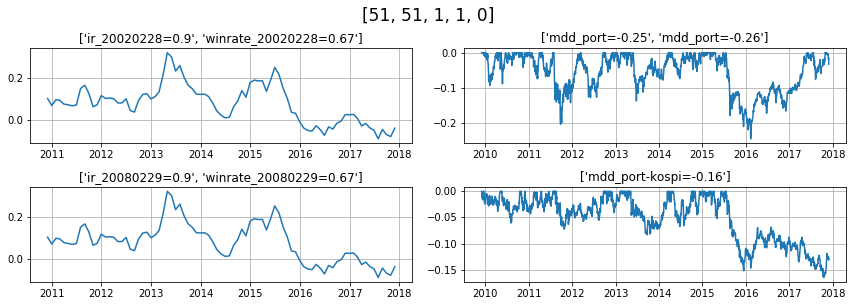 [51, 51, 1, 1, 0]
['ir_20020228=0.9', 'winrate_20020228=0.67']
0.2
0.0
2011 2012 2013 2014 2015 2016 2017 2018
['mdd_port=-0.25', 'mdd_port=-0.26']
0.0
−0.1
−0.2
2010 2011 2012 2013 2014 2015 2016 2017 2018
['ir_20080229=0.9', 'winrate_20080229=0.67']
0.2
0.0
2011 2012 2013 2014 2015 2016 2017 2018
['mdd_port-kospi=-0.16']
0.00
−0.05
−0.10
−0.15
2010 2011 2012 2013 2014 2015 2016 2017 2018